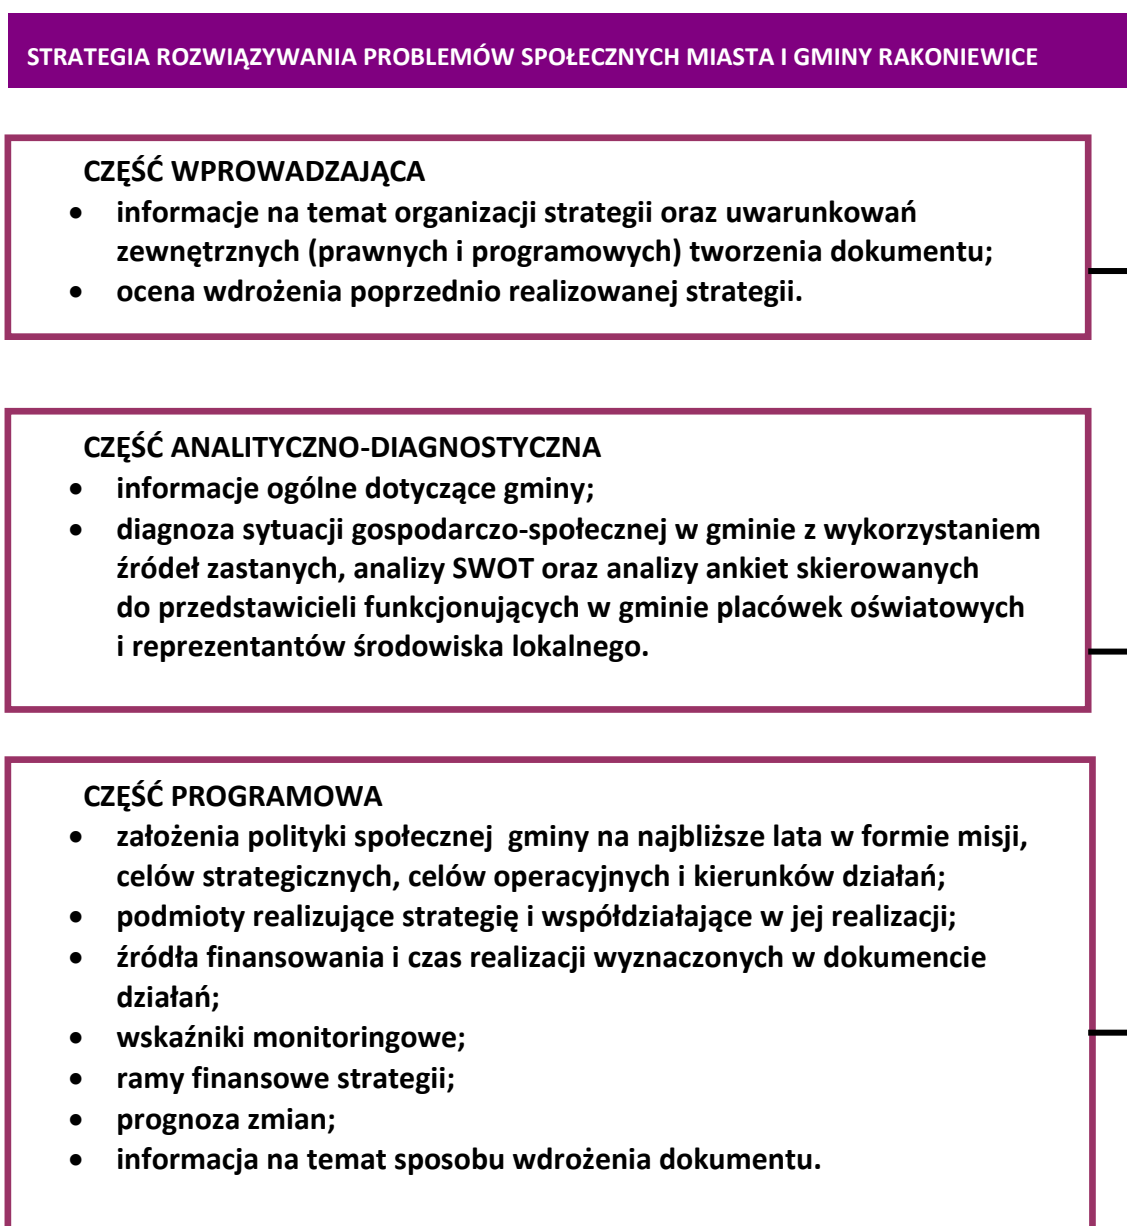 STRATEGIA ROZWIĄZYWANIA PROBLEMÓW SPOŁECZNYCH MIASTA I GMINY RAKONIEWICE
CZĘŚĆ WPROWADZAJĄCA
• informacje na temat organizacji strategii oraz uwarunkowań
zewnętrznych (prawnych i programowych) tworzenia dokumentu;
• ocena wdrożenia poprzednio realizowanej strategii.
CZĘŚĆ ANALITYCZNO-DIAGNOSTYCZNA
• informacje ogólne dotyczące gminy;
• diagnoza sytuacji gospodarczo-społecznej w gminie z wykorzystaniem
źródeł zastanych, analizy SWOT oraz analizy ankiet skierowanych
do przedstawicieli funkcjonujących w gminie placówek oświatowych
i reprezentantów środowiska lokalnego.
CZĘŚĆ PROGRAMOWA
• założenia polityki społecznej  gminy na najbliższe lata w formie misji,
celów strategicznych, celów operacyjnych i kierunków działań;
• podmioty realizujące strategię i współdziałające w jej realizacji;
• źródła finansowania i czas realizacji wyznaczonych w dokumencie
działań;
• wskaźniki monitoringowe;
• ramy finansowe strategii;
• prognoza zmian;
• informacja na temat sposobu wdrożenia dokumentu.